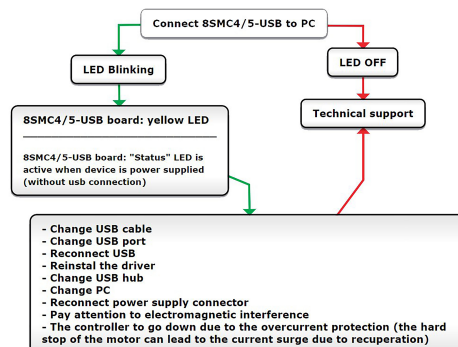 Connect 8SMC4/5-USB to PC
LED Blinking
LED OFF
8SMC4/5-USB board: yellow LED
8SMC4/5-USB board: "Status" LED is
active when device is power supplied
(without usb connection)
Technical support
- Change USB cable
- Change USB port
- Reconnect USB
- Reinstal the driver
- Change USB hub
- Change PC
- Reconnect power supply connector
- Pay attention to electromagnetic interference
- The controller to go down due to the overcurrent protection (the hard
stop of the motor can lead to the current surge due to recuperation)